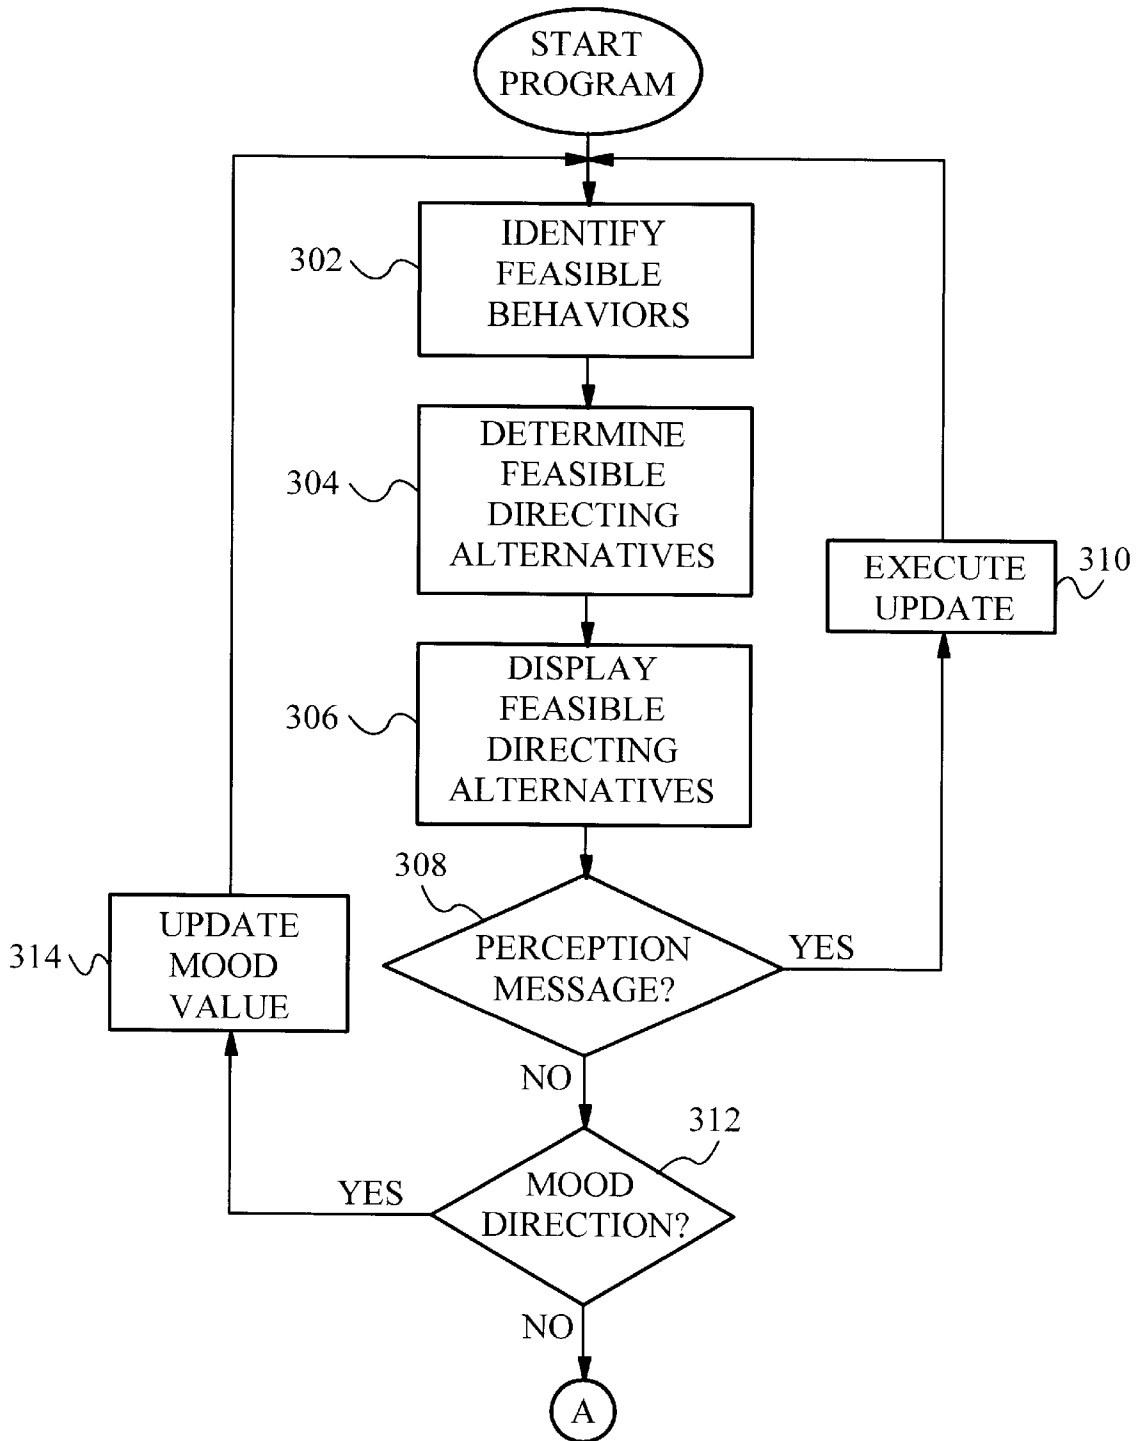 START
PROGRAM
302
IDENTIFY
FEASIBLE
BEHAVIORS
304
DETERMINE
FEASIBLE
DIRECTING
ALTERNATIVES
EXECUTE
UPDATE
310
306
DISPLAY
FEASIBLE
DIRECTING
ALTERNATIVES
308
PERCEPTION
MESSAGE?
YES
314
UPDATE
MOOD
VALUE
NO
312
MOOD
DIRECTION?
YES
NO
A